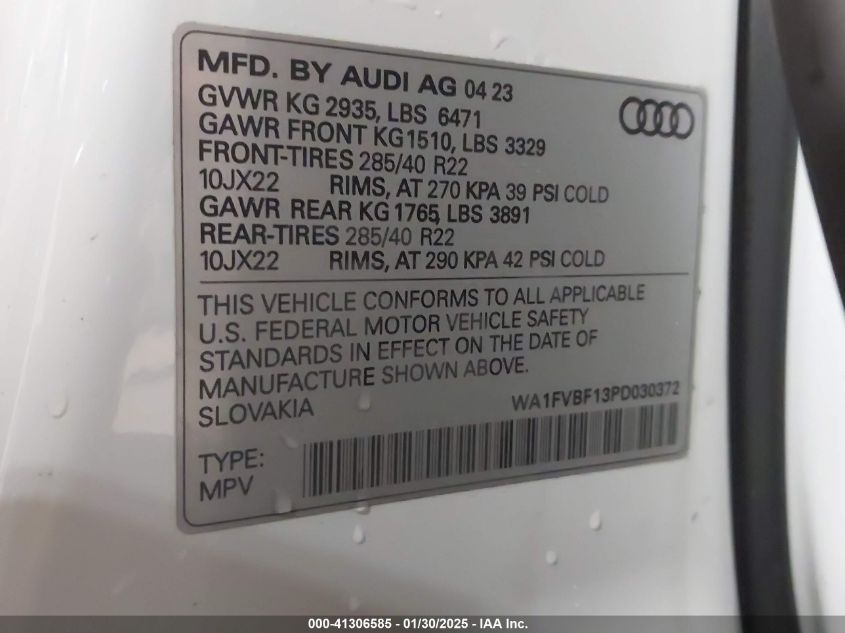 MFD. BY AUDI AG 04 23
GVWR KG 2935, LBS 6471
GAWR FRONT KG1510, LBS 3329
FRONT-TIRES 285/40 R22
10JX22 RIMS, AT 270 KPA 39 PSI COLD
GAWR REAR KG 1765, LBS 3891
REAR-TIRES 285/40 R22
10JX22 RIMS, AT 290 KPA 42 PSI COLD
THIS VEHICLE CONFORMS TO ALL APPLICABLE
U.S. FEDERAL MOTOR VEHICLE SAFETY
STANDARDS IN EFFECT ON THE DATE OF
MANUFACTURE SHOWN ABOVE.
SLOVAKIA WA1FVBF13PD030372
TYPE:
MPV
000-41306585 - 01/30/2025 - IAA Inc.